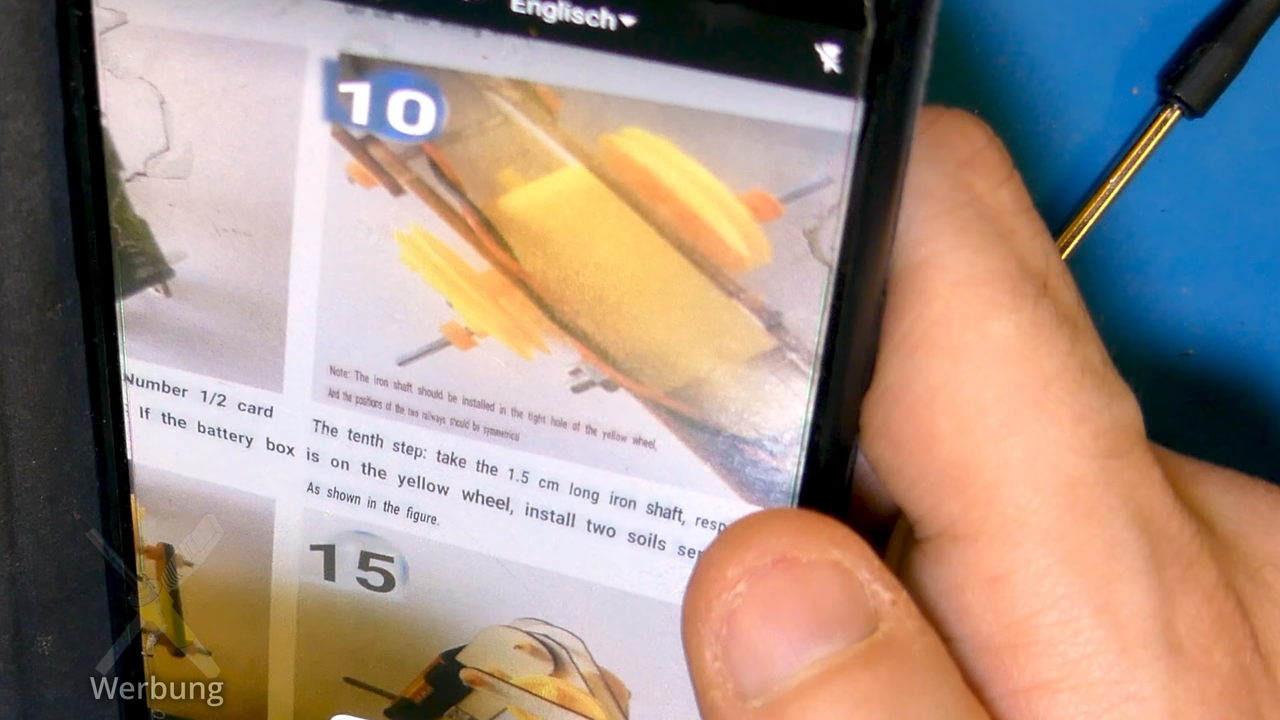 Englisch
10
Note: The iron shaft should be installed in the tight hole of the yellow wheel,
And the positions of the two railways should be symmetrical
Number 1/2 card
The tenth step: take the 1.5 cm long iron shaft, resp
If the battery box is on the yellow wheel, install two soils
As shown in the figure.
15
Werbung